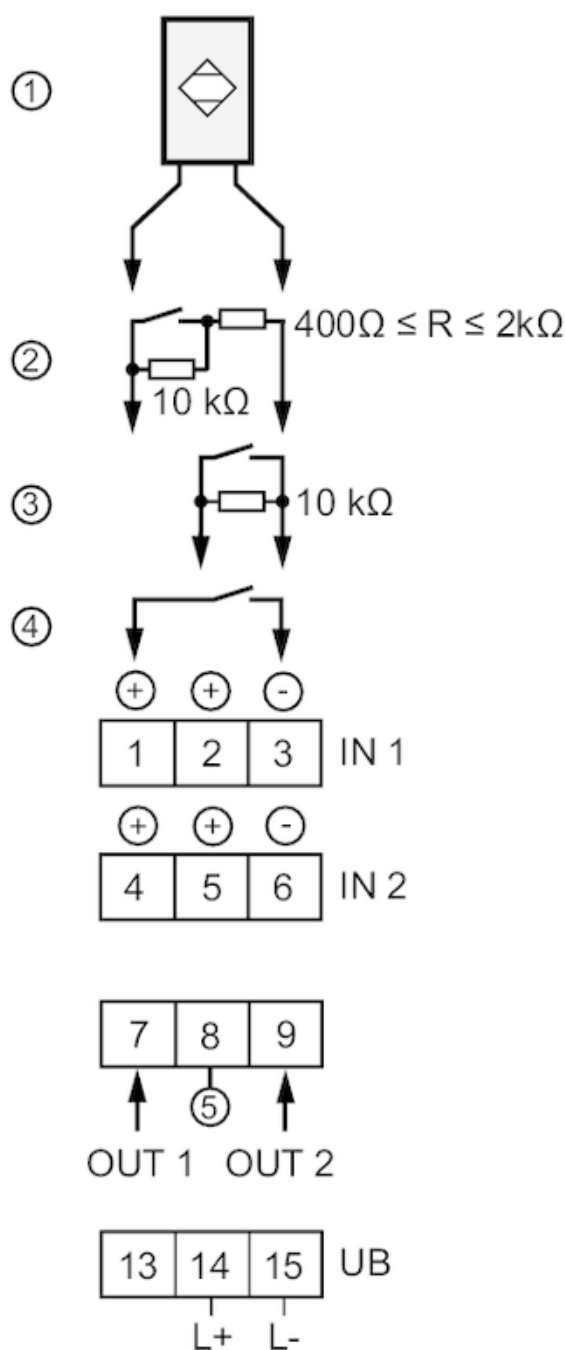 ①
400Ω ≤ R ≤ 2kΩ
②
10 kΩ
③ 10 kΩ
④
+ + -
1 2 3 IN 1
+ + -
4 5 6 IN 2
7 8 9
⑤
OUT 1 OUT 2
13 14 15 UB
L+ L-